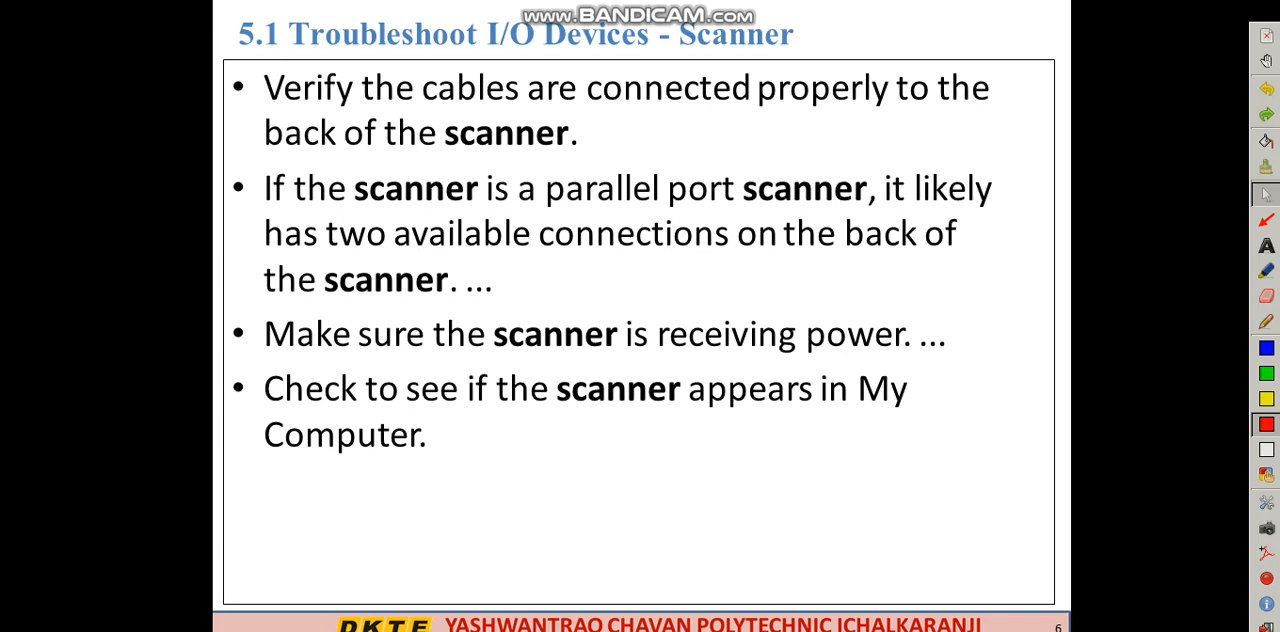 www.BANDICAM.com
5.1 Troubleshoot I/O Devices - Scanner
• Verify the cables are connected properly to the
back of the scanner.
• If the scanner is a parallel port scanner, it likely
has two available connections on the back of
the scanner. ...
• Make sure the scanner is receiving power. ...
• Check to see if the scanner appears in My
Computer.
DKTE YASHWANTRAO CHAVAN POLYTECHNIC ICHALKARANJI 6